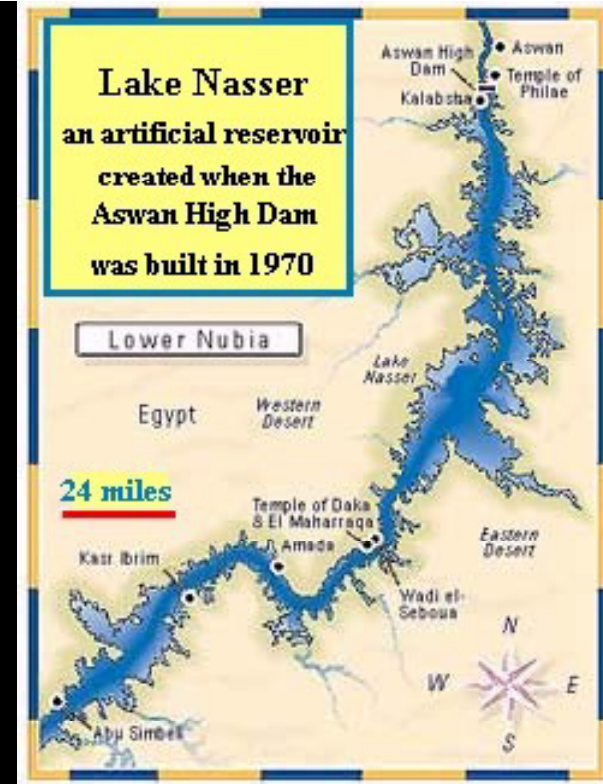 Lake Nasser
an artificial reservoir
created when the
Aswan High Dam
was built in 1970
Aswan High
Dam
Aswan
Temple of
Philae
Kalabsha
Lower Nubia
Lake
Nasser
Egypt
Western
Desert
24 miles
Temple of Daka
& El Maharraqa
Amada
Eastern
Desert
Kasr Ibrim
Wadi el-
Seboua
Abu Simbel
N
W
E
S